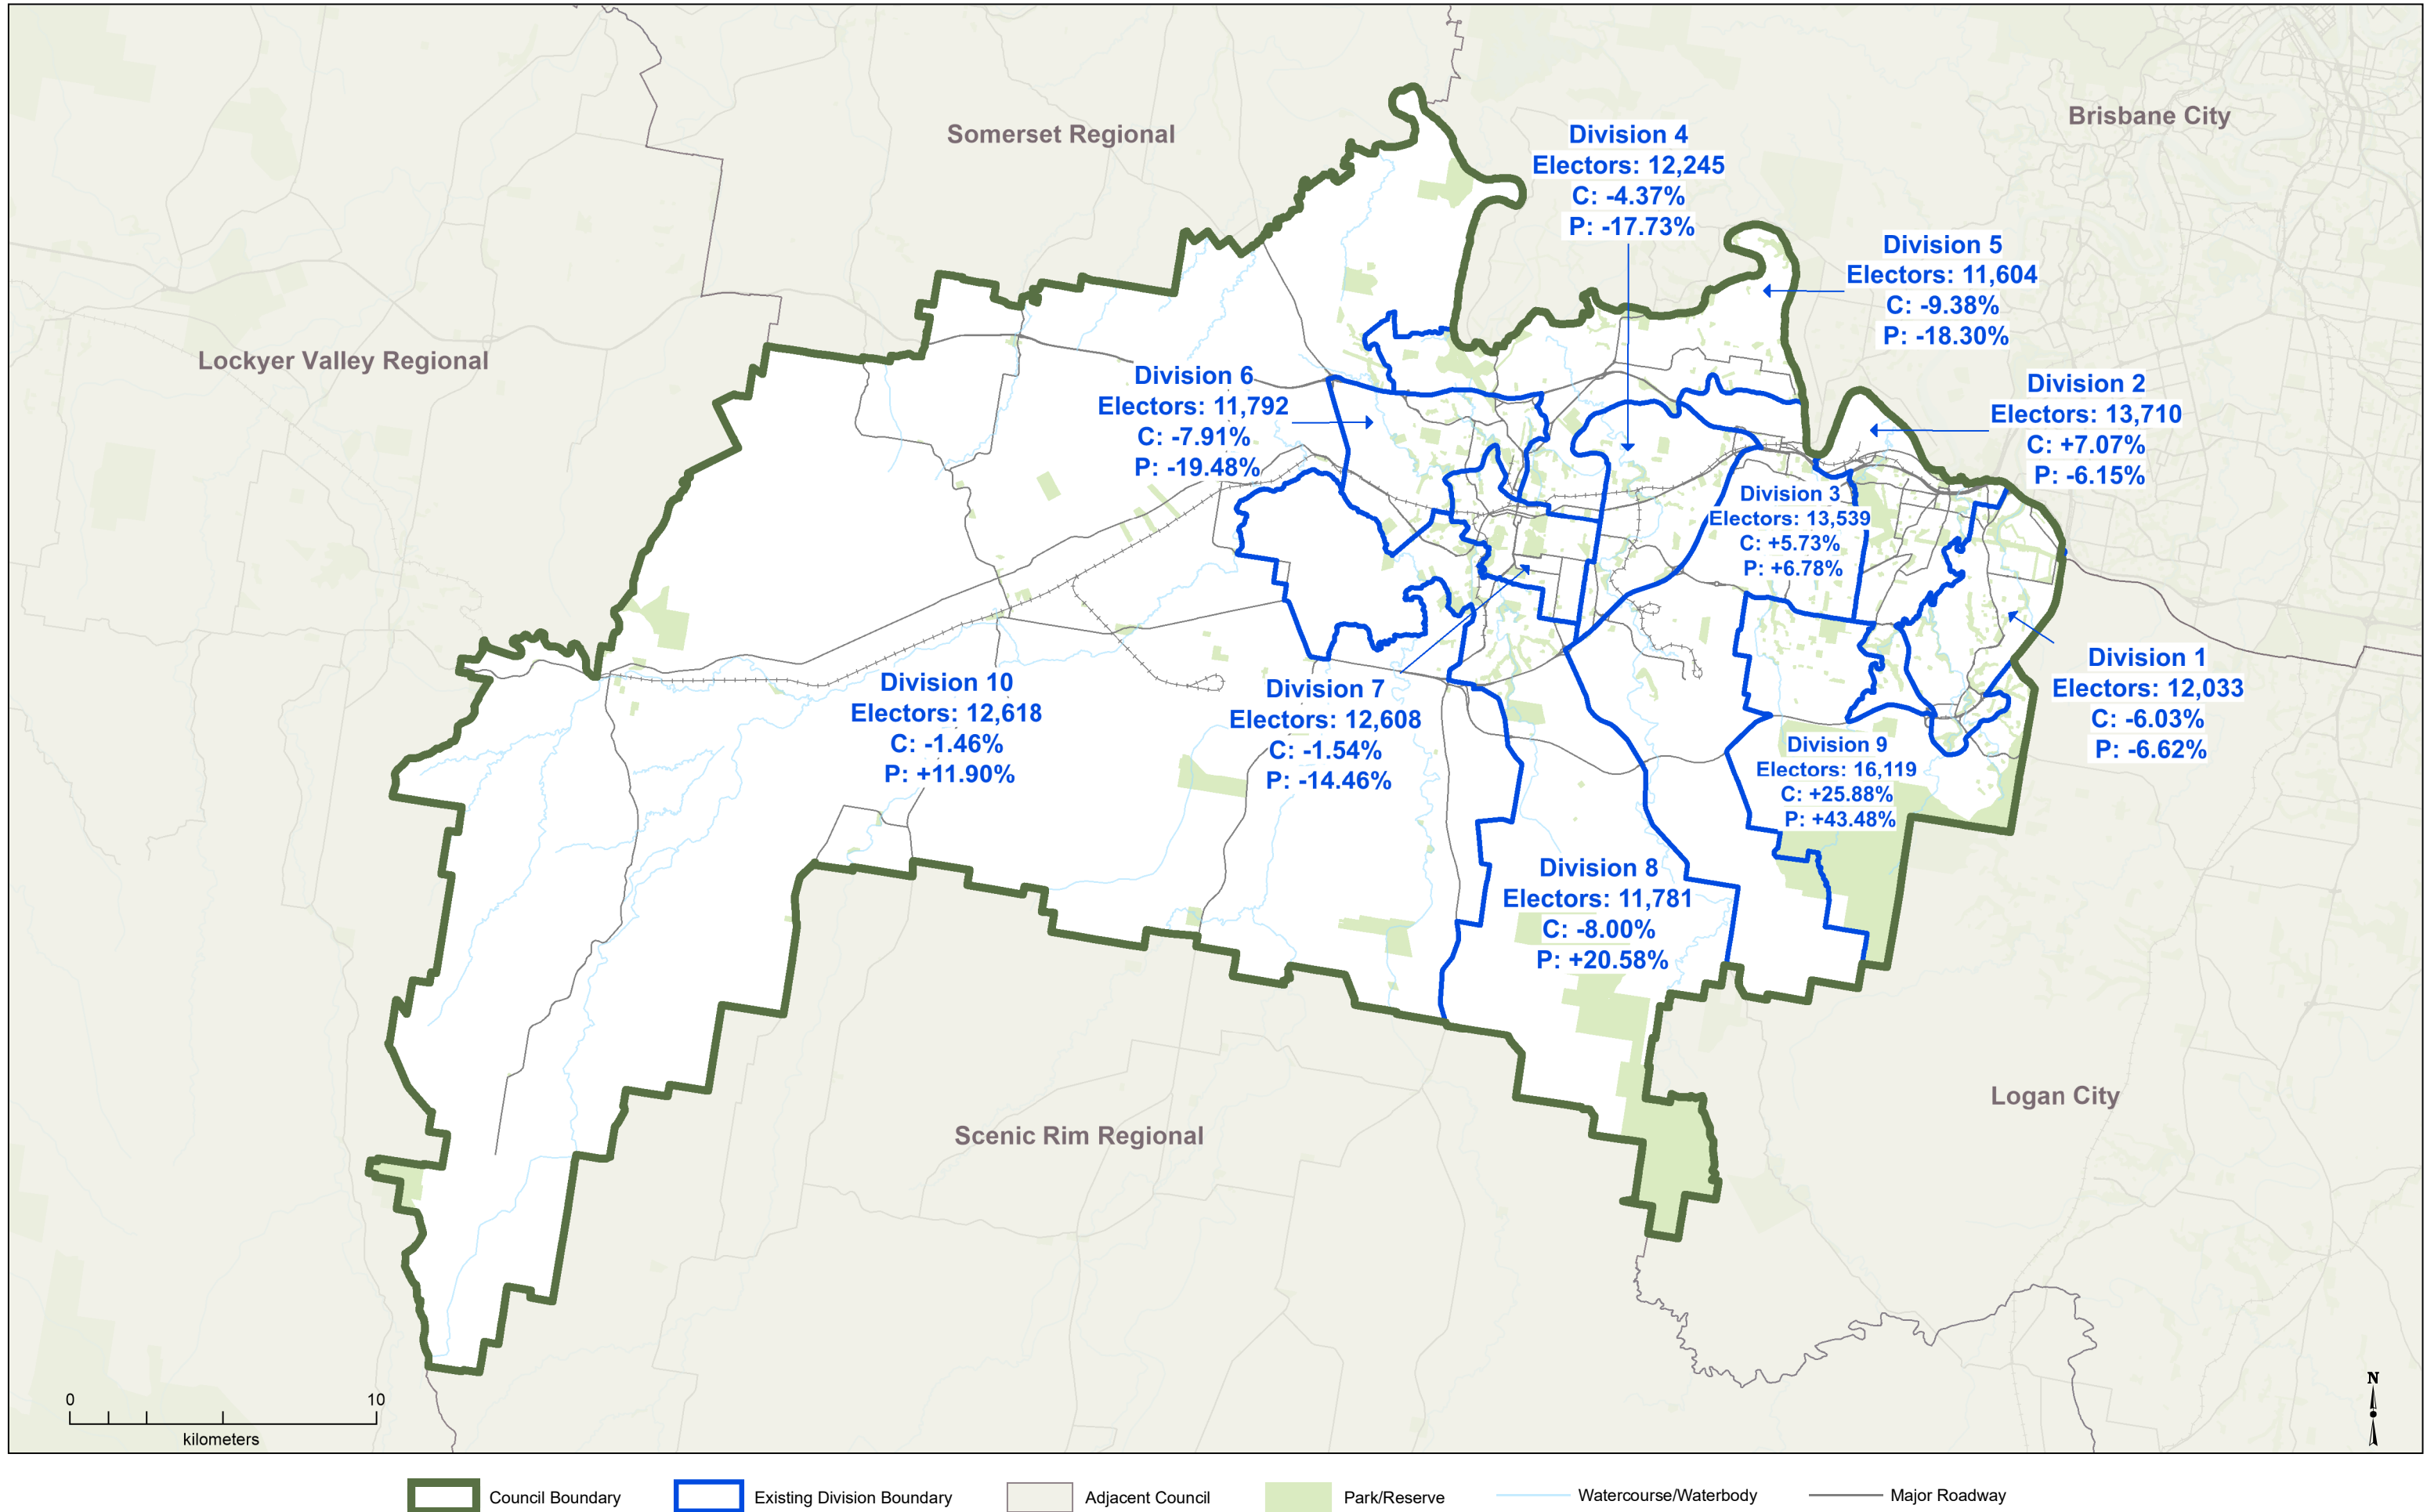 Somerset Regional
Brisbane City
Lockyer Valley Regional
Division 4
Electors: 12,245
C: -4.37%
P: -17.73%
Division 5
Electors: 11,604
C: -9.38%
P: -18.30%
Division 6
Electors: 11,792
C: -7.91%
P: -19.48%
Division 2
Electors: 13,710
C: +7.07%
P: -6.15%
Division 3
Electors: 13,539
C: +5.73%
P: +6.78%
Division 10
Electors: 12,618
C: -1.46%
P: +11.90%
Division 7
Electors: 12,608
C: -1.54%
P: -14.46%
Division 1
Electors: 12,033
C: -6.03%
P: -6.62%
Division 9
Electors: 16,119
C: +25.88%
P: +43.48%
Division 8
Electors: 11,781
C: -8.00%
P: +20.58%
Scenic Rim Regional
Logan City
0 10
kilometers
N
Council Boundary
Existing Division Boundary
Adjacent Council
Park/Reserve
Watercourse/Waterbody
Major Roadway